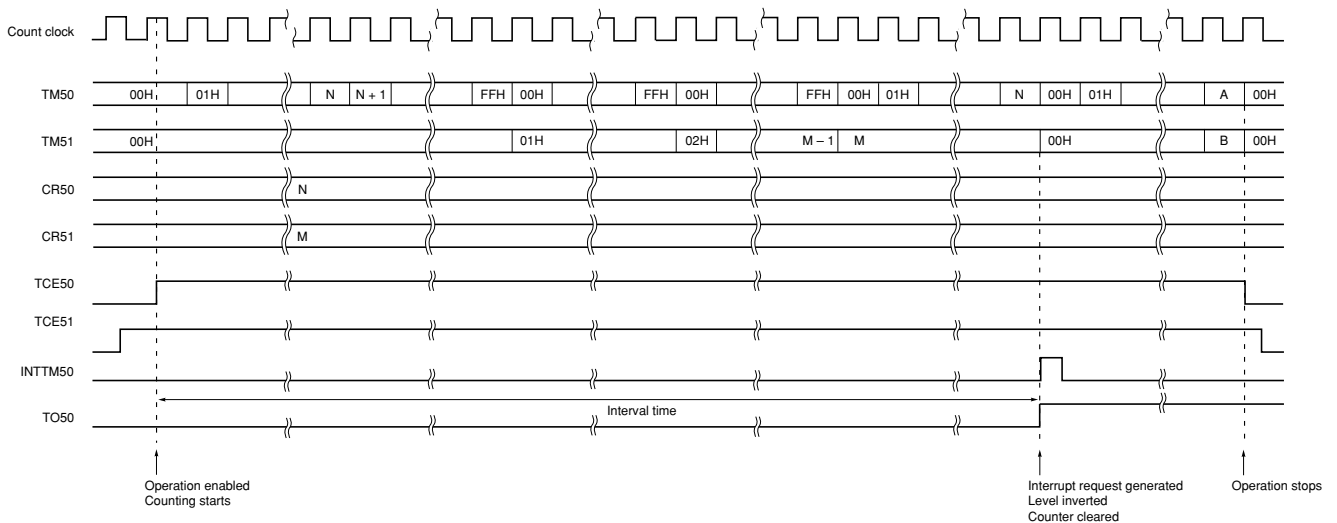 Count clock
TM50 00H 01H N N + 1 FFH 00H FFH 00H FFH 00H 01H N 00H 01H A 00H
TM51 00H 01H 02H M – 1 M 00H B 00H
CR50 N
CR51 M
TCE50
TCE51
INTTM50
Interval time
TO50
Operation enabled
Counting starts
Interrupt request generated
Level inverted
Counter cleared
Operation stops